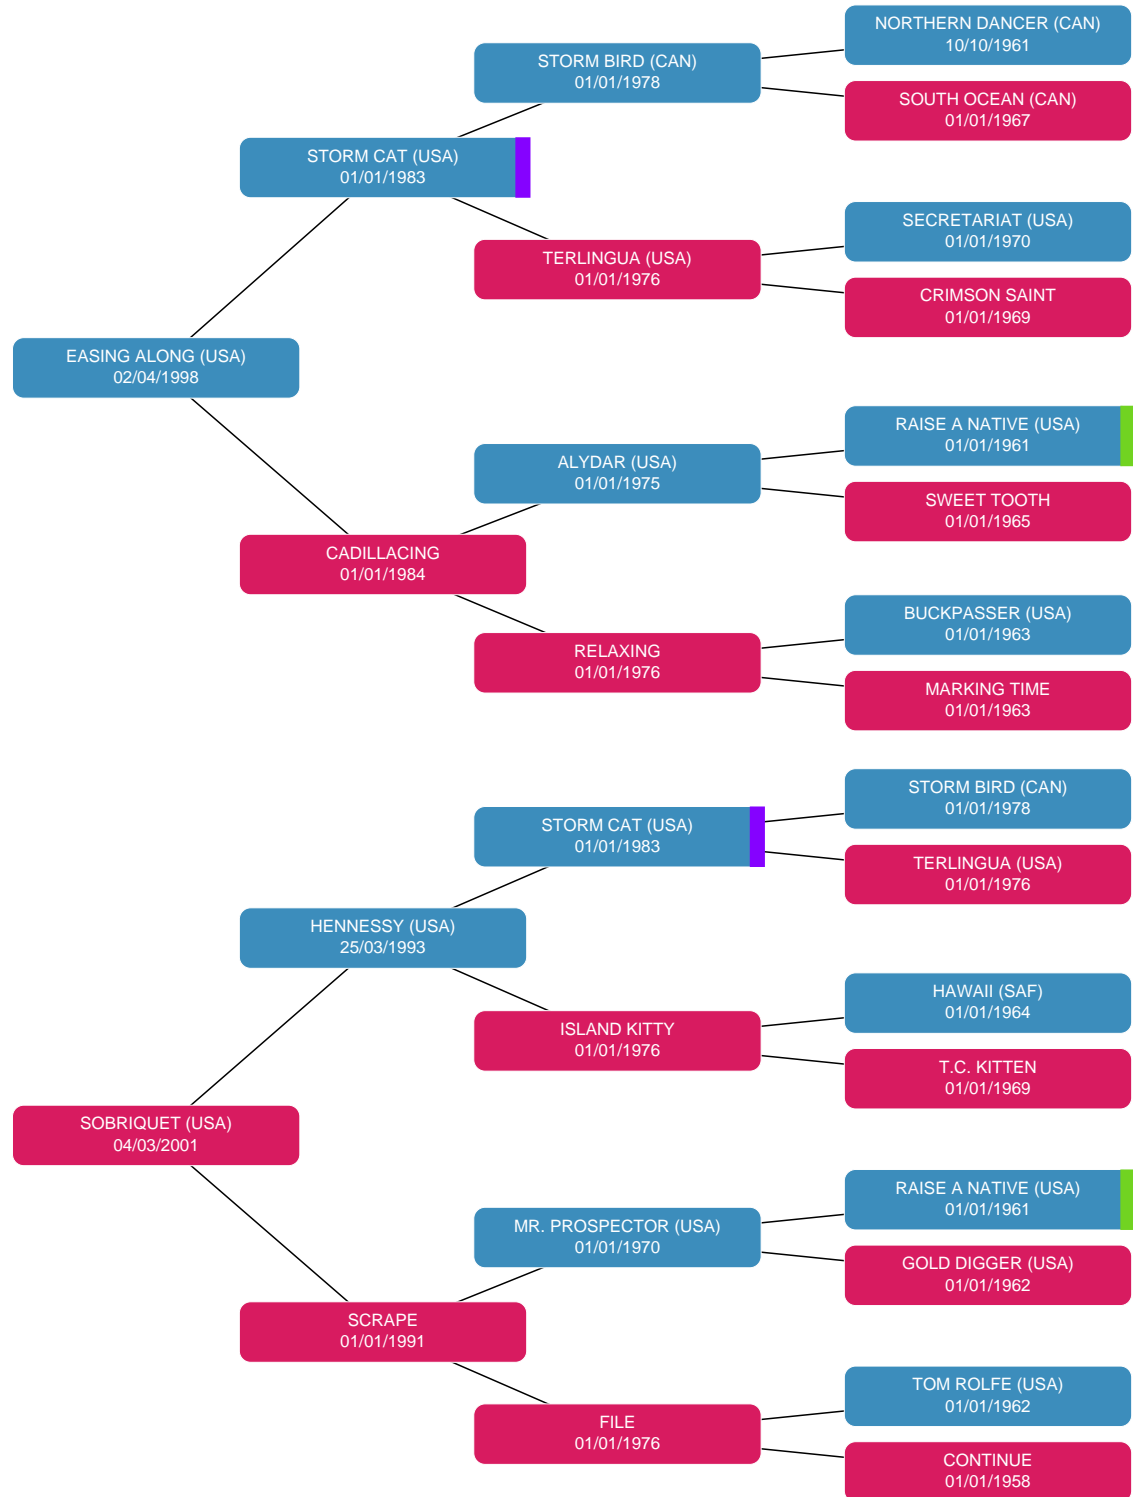 NORTHERN DANCER (CAN)
10/10/1961
STORM BIRD (CAN)
01/01/1978
SOUTH OCEAN (CAN)
01/01/1967
STORM CAT (USA)
01/01/1983
SECRETARIAT (USA)
01/01/1970
TERLINGUA (USA)
01/01/1976
CRIMSON SAINT
01/01/1969
EASING ALONG (USA)
02/04/1998
RAISE A NATIVE (USA)
01/01/1961
ALYDAR (USA)
01/01/1975
SWEET TOOTH
01/01/1965
CADILLACING
01/01/1984
BUCKPASSER (USA)
01/01/1963
RELAXING
01/01/1976
MARKING TIME
01/01/1963
STORM BIRD (CAN)
01/01/1978
STORM CAT (USA)
01/01/1983
TERLINGUA (USA)
01/01/1976
HENNESSY (USA)
25/03/1993
HAWAII (SAF)
01/01/1964
ISLAND KITTY
01/01/1976
T.C. KITTEN
01/01/1969
SOBRIQUET (USA)
04/03/2001
RAISE A NATIVE (USA)
01/01/1961
MR. PROSPECTOR (USA)
01/01/1970
GOLD DIGGER (USA)
01/01/1962
SCRAPE
01/01/1991
TOM ROLFE (USA)
01/01/1962
FILE
01/01/1976
CONTINUE
01/01/1958